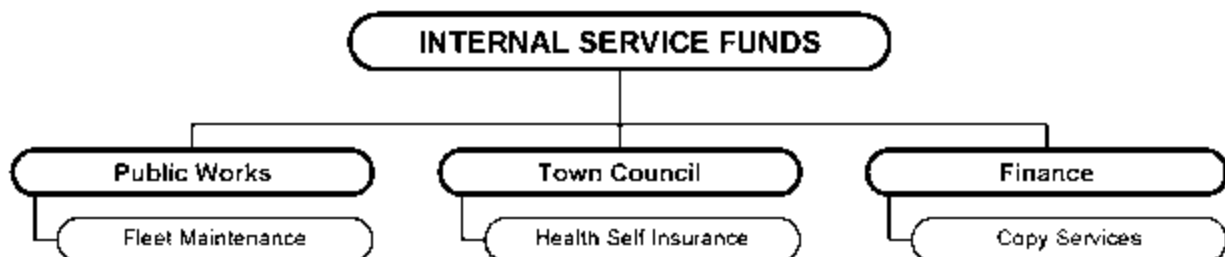 INTERNAL SERVICE FUNDS
Public Works
Town Council
Finance
Fleet Maintenance
Health Self Insurance
Copy Services